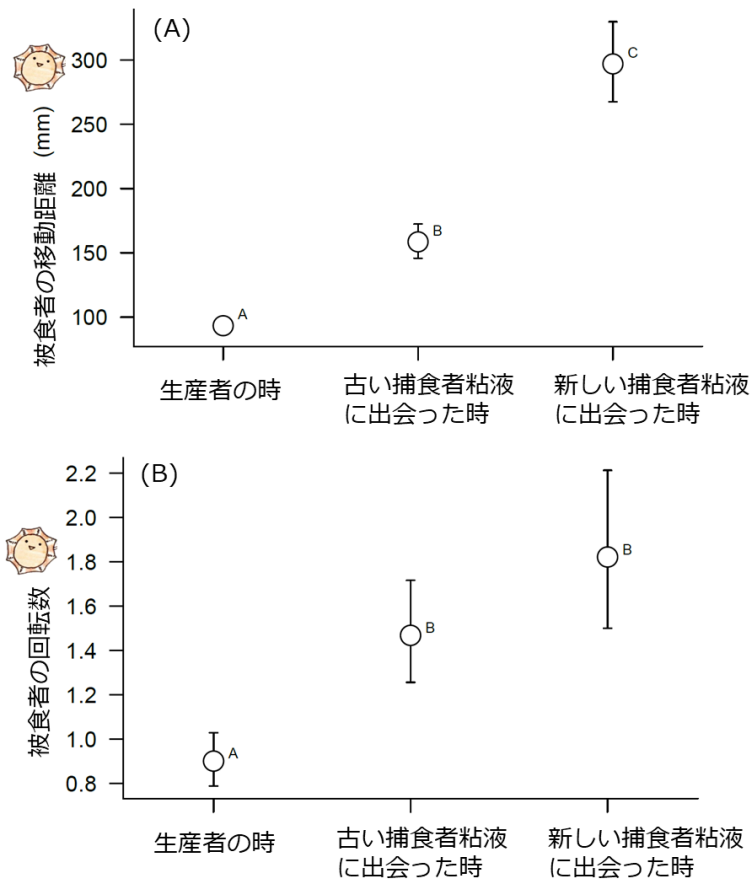 (A)
被食者の移動距離 (mm)
300
250
200
150
100
A
B
C
生産者の時
古い捕食者粘液
に出会った時
新しい捕食者粘液
に出会った時
(B)
被食者の回転数
2.2
2.0
1.8
1.6
1.4
1.2
1.0
0.8
A
B
B
生産者の時
古い捕食者粘液
に出会った時
新しい捕食者粘液
に出会った時